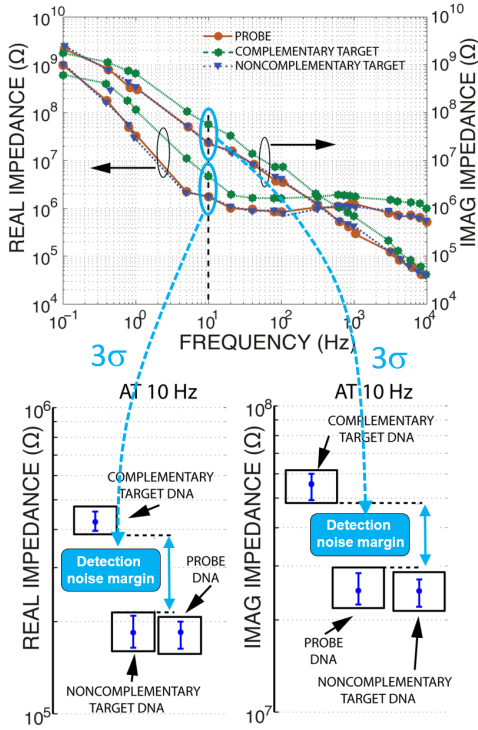 10^10
10^9
10^8
10^7
10^6
10^5
10^4
REAL IMPEDANCE (Ω)
PROBE
COMPLEMENTARY TARGET
NONCOMPLEMENTARY TARGET
10^10
10^9
10^8
10^7
10^6
10^5
10^4
IMAG IMPEDANCE (Ω)
10^-1
10^0
10^1
10^2
10^3
10^4
FREQUENCY (Hz)
3σ
3σ
AT 10 Hz
10^6
10^5
REAL IMPEDANCE (Ω)
COMPLEMENTARY
TARGET DNA
Detection
noise margin
PROBE
DNA
NONCOMPLEMENTARY
TARGET DNA
AT 10 Hz
10^8
10^7
IMAG IMPEDANCE (Ω)
COMPLEMENTARY
TARGET DNA
Detection
noise margin
PROBE
DNA
NONCOMPLEMENTARY
TARGET DNA